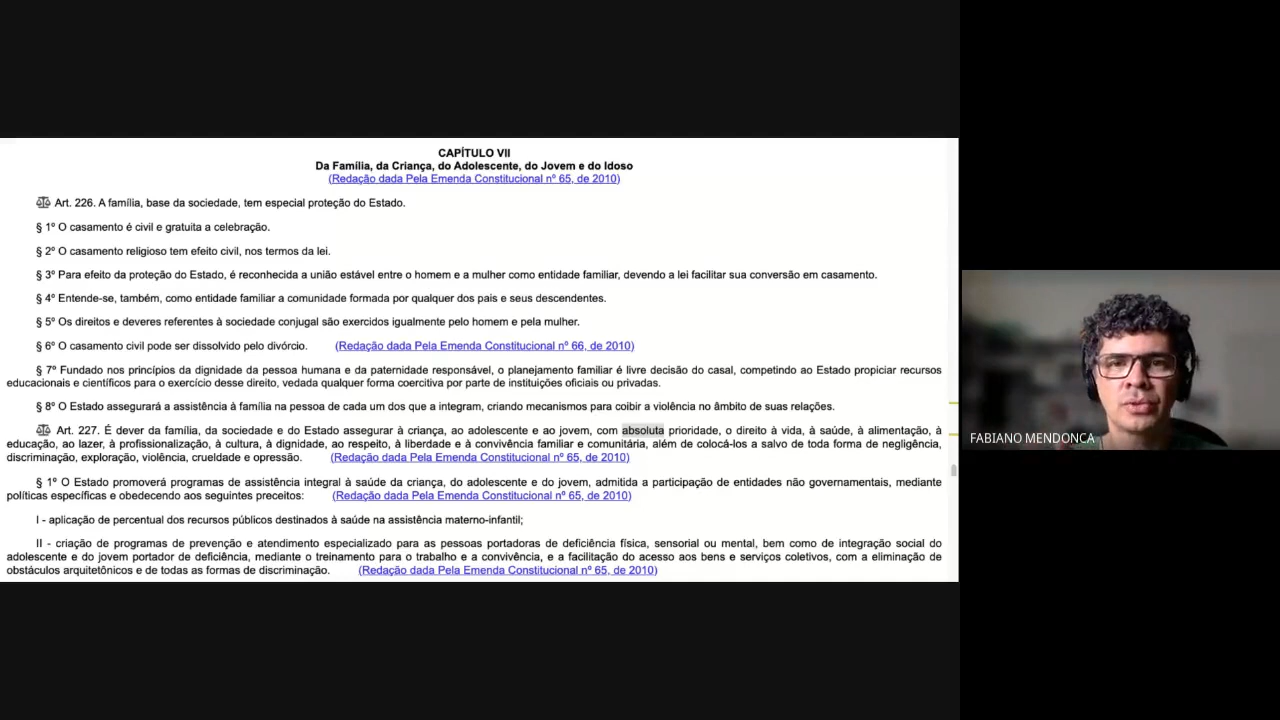 CAPÍTULO VII
Da Família, da Criança, do Adolescente, do Jovem e do Idoso
(Redação dada Pela Emenda Constitucional nº 65, de 2010)
Art. 226. A família, base da sociedade, tem especial proteção do Estado.
§ 1º O casamento é civil e gratuita a celebração.
§ 2º O casamento religioso tem efeito civil, nos termos da lei.
§ 3º Para efeito da proteção do Estado, é reconhecida a união estável entre o homem e a mulher como entidade familiar, devendo a lei facilitar sua conversão em casamento.
§ 4º Entende-se, também, como entidade familiar a comunidade formada por qualquer dos pais e seus descendentes.
§ 5º Os direitos e deveres referentes à sociedade conjugal são exercidos igualmente pelo homem e pela mulher.
§ 6º O casamento civil pode ser dissolvido pelo divórcio. (Redação dada Pela Emenda Constitucional nº 66, de 2010)
§ 7º Fundado nos princípios da dignidade da pessoa humana e da paternidade responsável, o planejamento familiar é livre decisão do casal, competindo ao Estado propiciar recursos
educacionais e científicos para o exercício desse direito, vedada qualquer forma coercitiva por parte de instituições oficiais ou privadas.
§ 8º O Estado assegurará a assistência à família na pessoa de cada um dos que a integram, criando mecanismos para coibir a violência no âmbito de suas relações.
Art. 227. É dever da família, da sociedade e do Estado assegurar à criança, ao adolescente e ao jovem, com absoluta prioridade, o direito à vida, à saúde, à alimentação, à
educação, ao lazer, à profissionalização, à cultura, à dignidade, ao respeito, à liberdade e à convivência familiar e comunitária, além de colocá-los a salvo de toda forma de negligência,
discriminação, exploração, violência, crueldade e opressão. (Redação dada Pela Emenda Constitucional nº 65, de 2010)
§ 1º O Estado promoverá programas de assistência integral à saúde da criança, do adolescente e do jovem, admitida a participação de entidades não governamentais, mediante
políticas específicas e obedecendo aos seguintes preceitos: (Redação dada Pela Emenda Constitucional nº 65, de 2010)
I - aplicação de percentual dos recursos públicos destinados à saúde na assistência materno-infantil;
II - criação de programas de prevenção e atendimento especializado para as pessoas portadoras de deficiência física, sensorial ou mental, bem como de integração social do
adolescente e do jovem portador de deficiência, mediante o treinamento para o trabalho e a convivência, e a facilitação do acesso aos bens e serviços coletivos, com a eliminação de
obstáculos arquitetônicos e de todas as formas de discriminação. (Redação dada Pela Emenda Constitucional nº 65, de 2010)
FABIANO MENDONCA